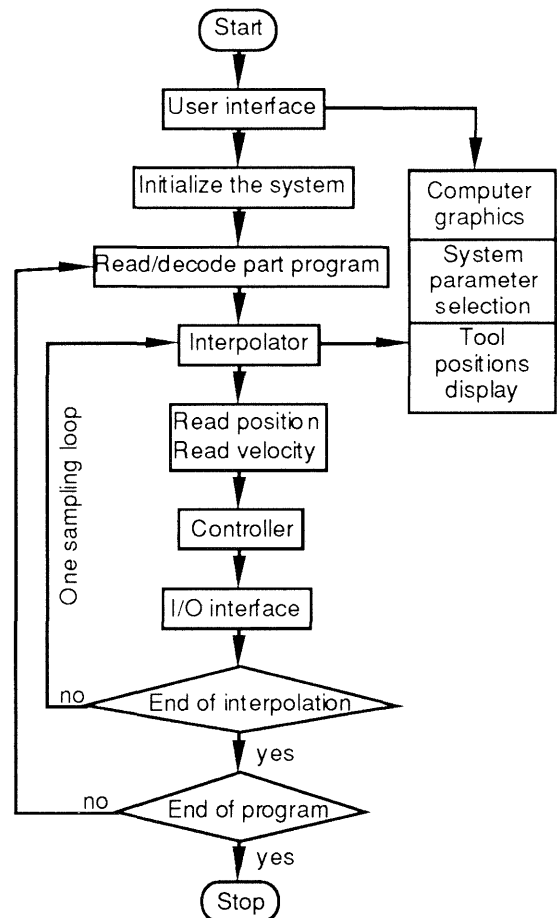 Start
User interface
Initialize the system
Read/decode part program
Interpolator
Read position
Read velocity
Controller
I/O interface
End of interpolation
no
yes
End of program
no
yes
Stop
One sampling loop
Computer
graphics
System
parameter
selection
Tool
positions
display